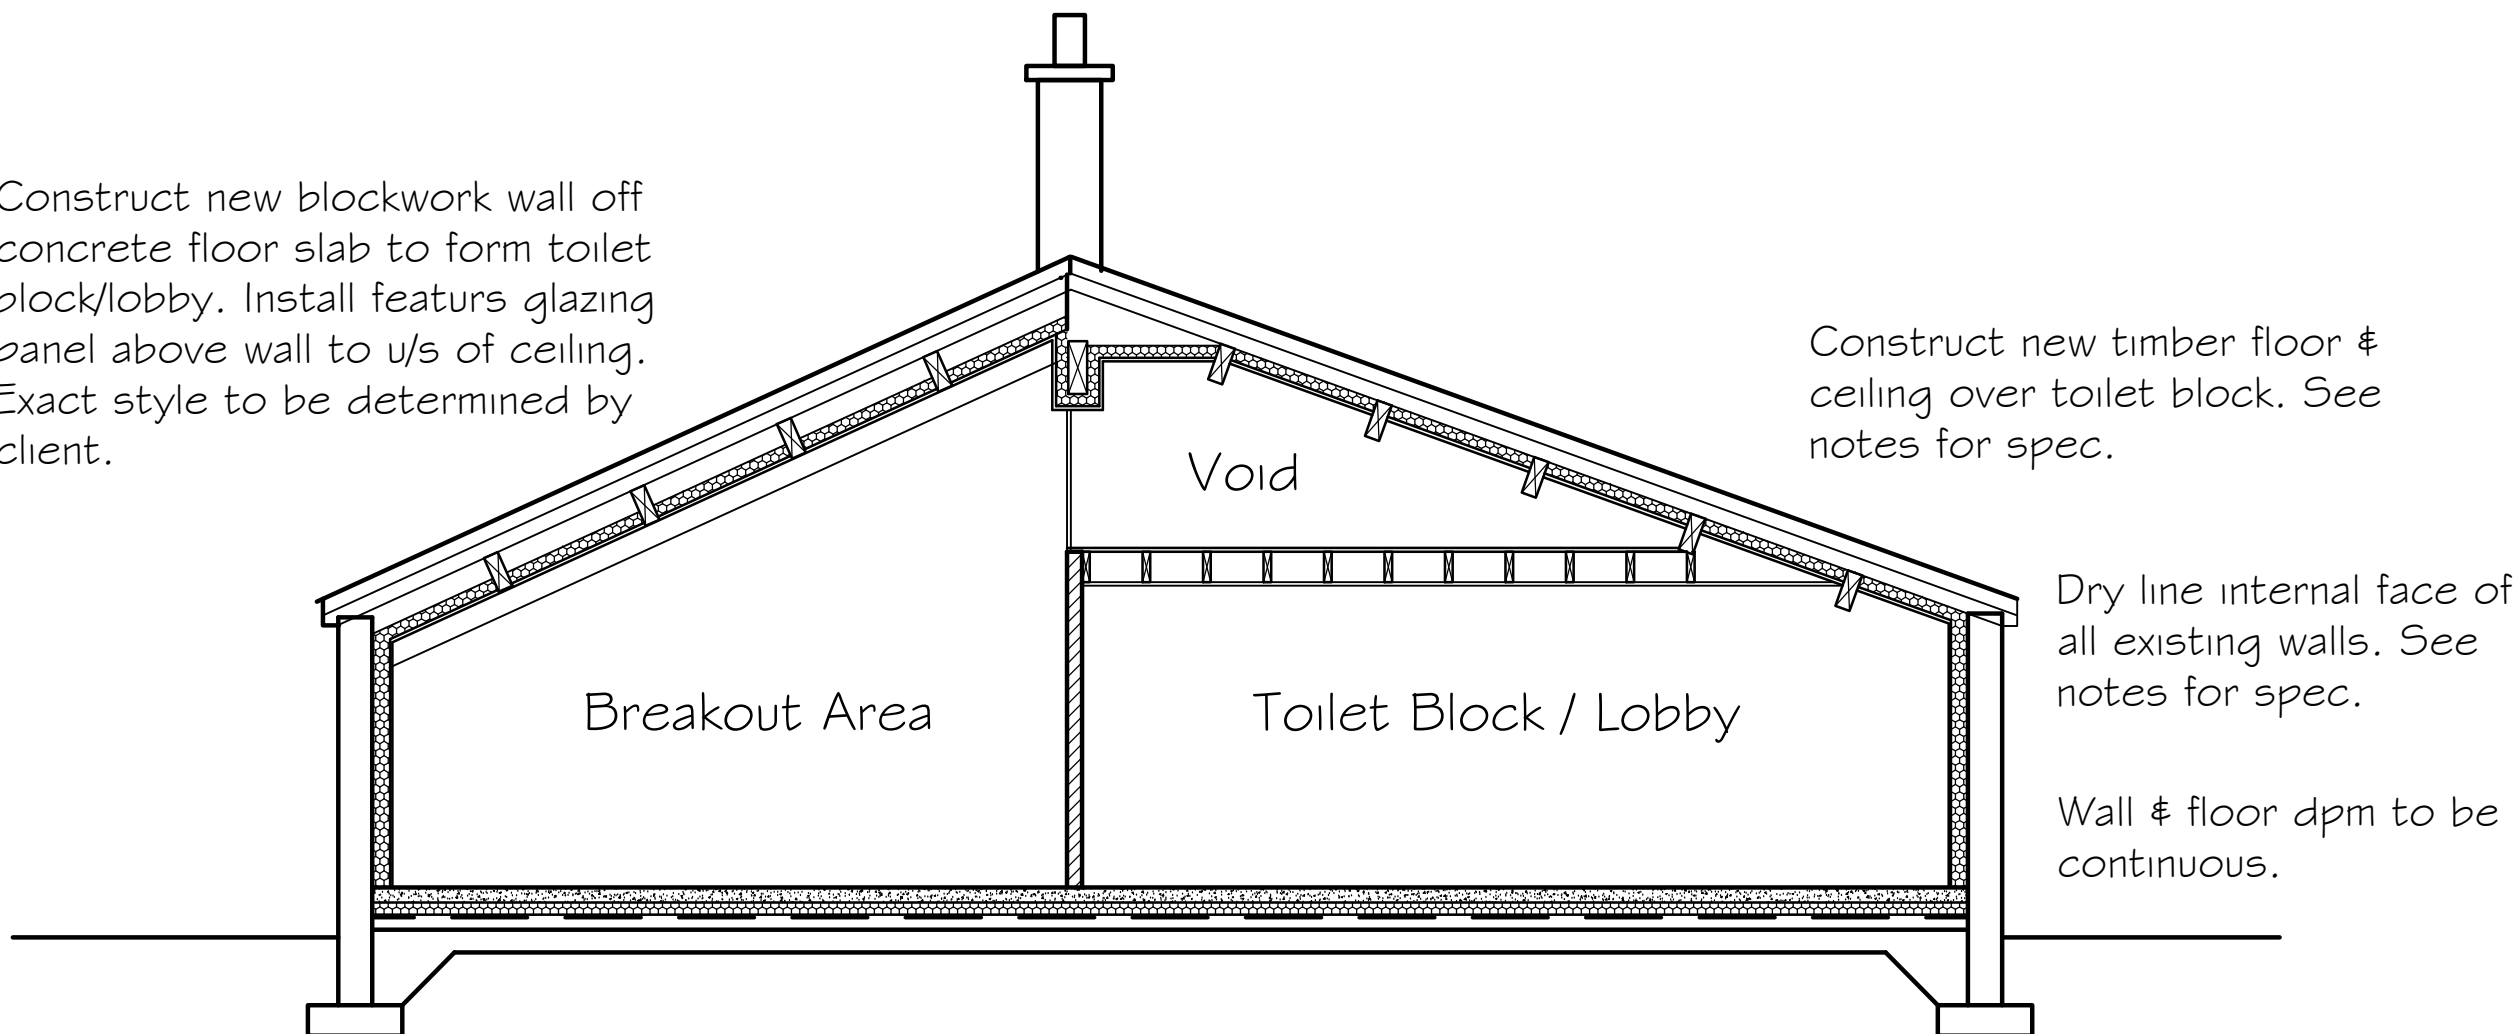 Construct new blockwork wall off
concrete floor slab to form toilet
block/lobby. Install featurs glazing
panel above wall to u/s of ceiling.
Exact style to be determined by
client.
Construct new timber floor &
ceiling over toilet block. See
notes for spec.
Void
Dry line internal face of
all existing walls. See
notes for spec.
Breakout Area
Toilet Block / Lobby
Wall & floor dpm to be
continuous.